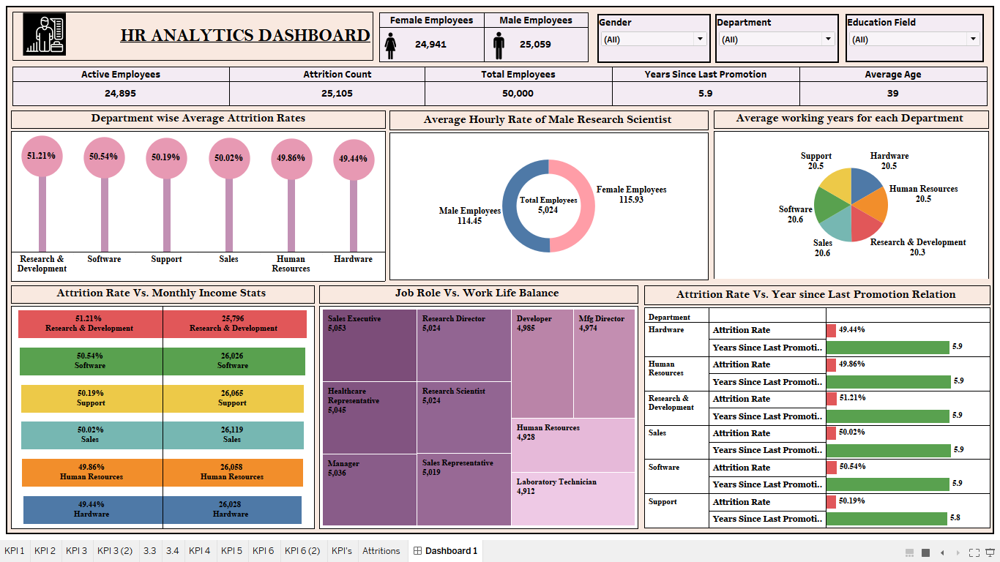 HR ANALYTICS DASHBOARD
Female Employees
24,941
Male Employees
25,059
Gender
(All)
Department
(All)
Education Field
(All)
Active Employees
24,895
Attrition Count
25,105
Total Employees
50,000
Years Since Last Promotion
5.9
Average Age
39
Department wise Average Attrition Rates
51.21%
50.54%
50.19%
50.02%
49.86%
49.44%
Research &
Development
Software
Support
Sales
Human
Resources
Hardware
Average Hourly Rate of Male Research Scientist
Male Employees
114.45
Total Employees
5,024
Female Employees
115.93
Average working years for each Department
Support
20.5
Hardware
20.5
Human Resources
20.5
Software
20.6
Sales
20.6
Research & Development
20.3
Attrition Rate Vs. Monthly Income Stats
51.21%
Research & Development
25,796
Research & Development
50.54%
Software
26,026
Software
50.19%
Support
26,065
Support
50.02%
Sales
26,119
Sales
49.86%
Human Resources
26,058
Human Resources
49.44%
Hardware
26,028
Hardware
Job Role Vs. Work Life Balance
Sales Executive
5,053
Healthcare
Representative
5,045
Manager
5,036
Research Director
5,024
Research Scientist
5,024
Sales Representative
5,019
Developer
4,985
Mfg Director
4,974
Human Resources
4,928
Laboratory Technician
4,912
Attrition Rate Vs. Year since Last Promotion Relation
Department
Hardware
Attrition Rate
49.44%
Years Since Last Promoti..
5.9
Human
Resources
Attrition Rate
49.86%
Years Since Last Promoti..
5.9
Research &
Development
Attrition Rate
51.21%
Years Since Last Promoti..
5.9
Sales
Attrition Rate
50.02%
Years Since Last Promoti..
5.9
Software
Attrition Rate
50.54%
Years Since Last Promoti..
5.9
Support
Attrition Rate
50.19%
Years Since Last Promoti..
5.8
KPI 1
KPI 2
KPI 3
KPI 3 (2)
3.3
3.4
KPI 4
KPI 5
KPI 6
KPI 6 (2)
KPI's
Attritions
Dashboard 1